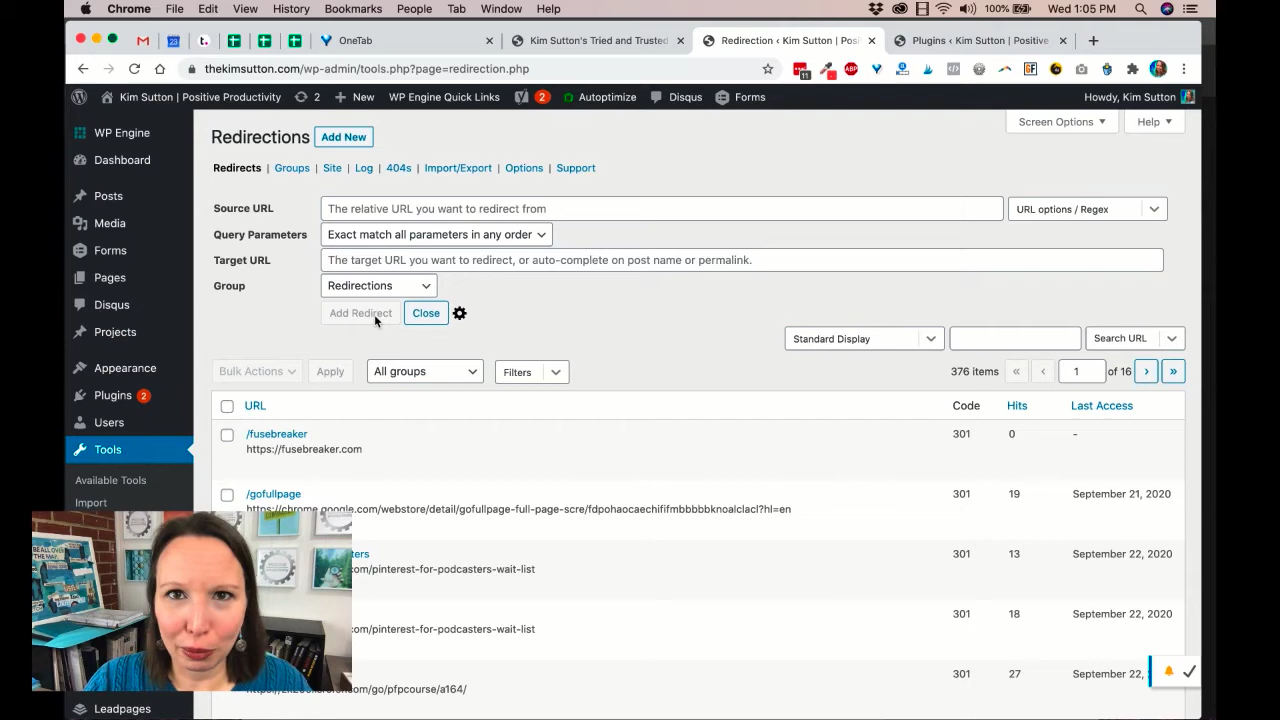 Chrome File Edit View History Bookmarks People Tab Window Help 100% Wed 1:05 PM
OneTab Kim Sutton's Tried and Trusted Redirection ‹ Kim Sutton | Posi Plugins ‹ Kim Sutton | Positive
thekimsutton.com/wp-admin/tools.php?page=redirection.php
Kim Sutton | Positive Productivity 2 New WP Engine Quick Links 2 Autoptimize Disqus Forms Howdy, Kim Sutton
WP Engine
Dashboard
Posts
Media
Forms
Pages
Disqus
Projects
Appearance
Plugins 2
Users
Tools
Available Tools
Import
Leadpages
Screen Options Help
Redirections Add New
Redirects | Groups | Site | Log | 404s | Import/Export | Options | Support
Source URL The relative URL you want to redirect from URL options / Regex
Query Parameters Exact match all parameters in any order
Target URL The target URL you want to redirect, or auto-complete on post name or permalink.
Group Redirections
Add Redirect Close
Standard Display Search URL
Bulk Actions Apply All groups Filters 376 items « ‹ 1 of 16 › »
URL Code Hits Last Access
/fusebreaker 301 0 -
https://fusebreaker.com
/gofullpage 301 19 September 21, 2020
https://chrome.google.com/webstore/detail/gofullpage-full-page-scre/fdpohaocaechififmbbbbbknoalclacl?hl=en
ters 301 13 September 22, 2020
com/pinterest-for-podcasters-wait-list
301 18 September 22, 2020
com/pinterest-for-podcasters-wait-list
301 27 September 22,
/go/pfpcourse/a164/